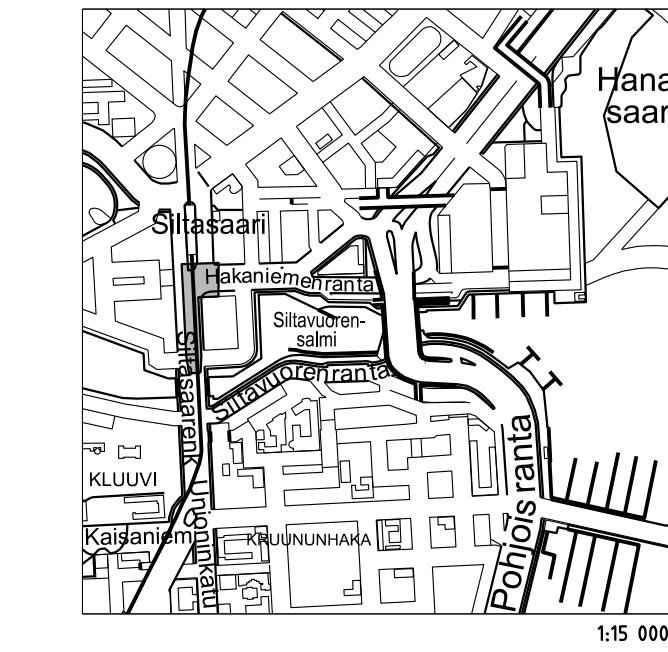 Hana
saar
Siltasaari
Hakaniemenranta
Siltavuoren-
salmi
Siltasaarenk
Siltavuorenranta
KLUUVI
Kaisaniemi
Unioninkatu
KRUUNUNHAKA
Pohjoisranta
1:15 000